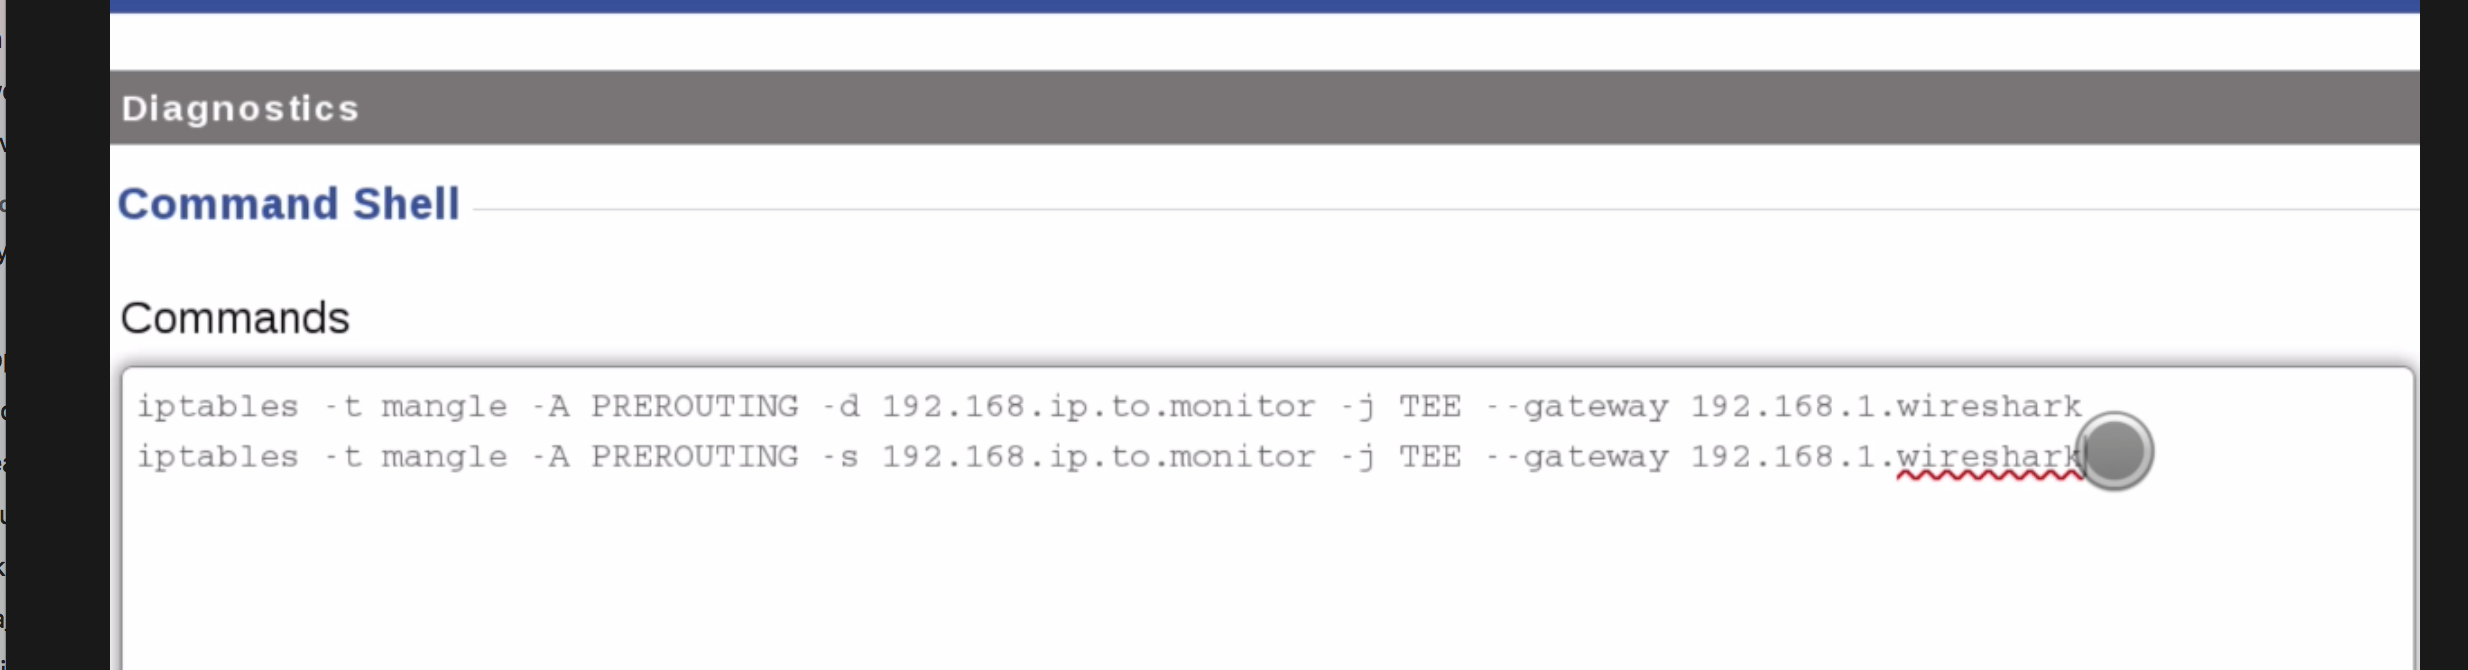 Diagnostics
Command Shell
Commands
iptables -t mangle -A PREROUTING -d 192.168.ip.to.monitor -j TEE --gateway 192.168.1.wireshark
iptables -t mangle -A PREROUTING -s 192.168.ip.to.monitor -j TEE --gateway 192.168.1.wireshark